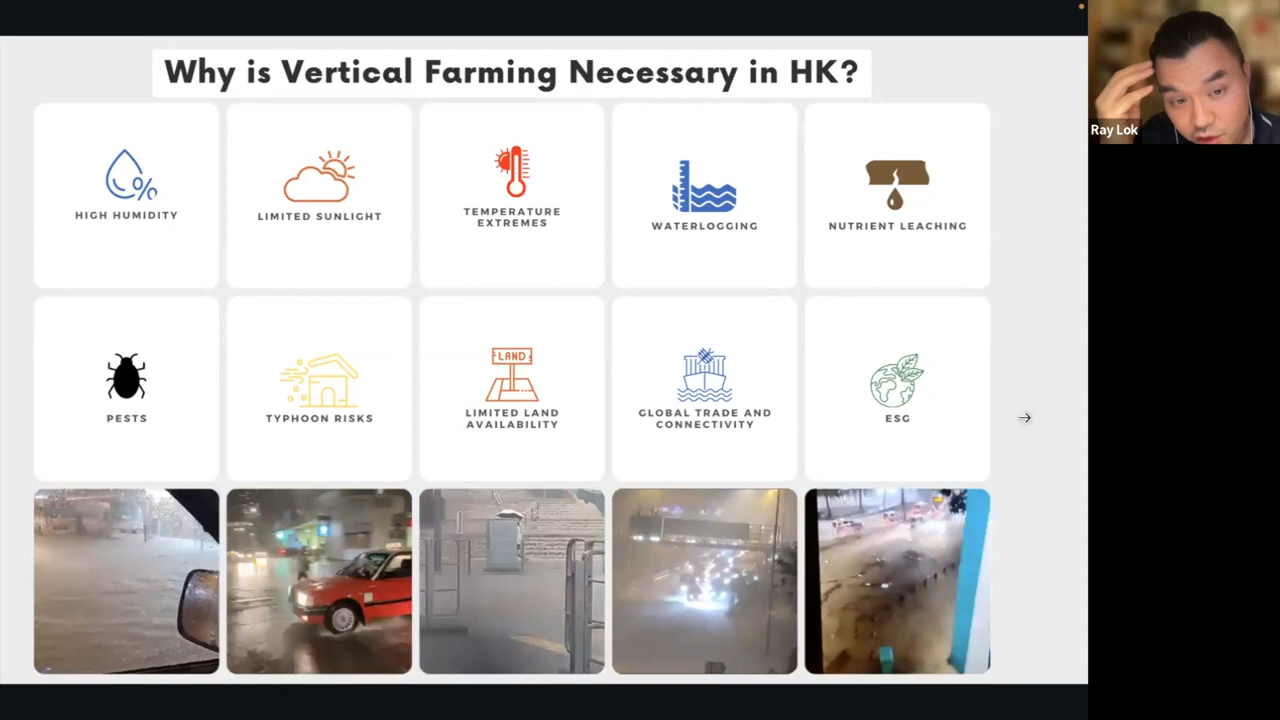 Why is Vertical Farming Necessary in HK?
Ray Lok
HIGH HUMIDITY
LIMITED SUNLIGHT
TEMPERATURE
EXTREMES
WATERLOGGING
NUTRIENT LEACHING
PESTS
TYPHOON RISKS
LAND
LIMITED LAND
AVAILABILITY
GLOBAL TRADE AND
CONNECTIVITY
ESG